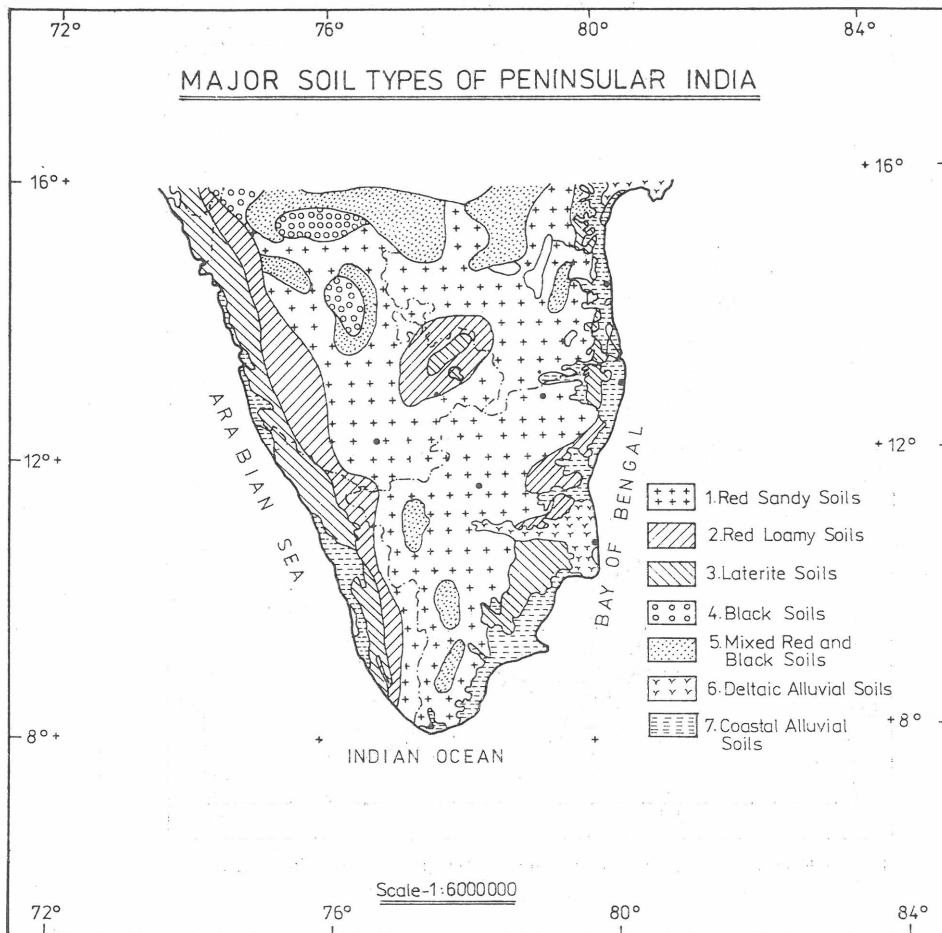 72° 76° 80° 84°
MAJOR SOIL TYPES OF PENINSULAR INDIA
16° 16°
12° 12°
ARABIAN SEA
BAY OF BENGAL
1. Red Sandy Soils
2. Red Loamy Soils
3. Laterite Soils
4. Black Soils
5. Mixed Red and
Black Soils
6. Deltaic Alluvial Soils
7. Coastal Alluvial
Soils
8° 8°
INDIAN OCEAN
Scale-1:6000000
72° 76° 80° 84°